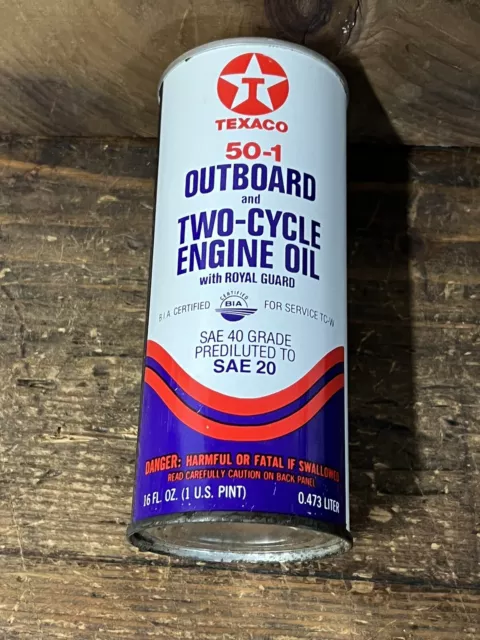 T
TEXACO
50-1
OUTBOARD
and
TWO-CYCLE
ENGINE OIL
with ROYAL GUARD
CERTIFIED
BIA
B.I.A. CERTIFIED FOR SERVICE TC-W
SAE 40 GRADE
PREDILUTED TO
SAE 20
DANGER: HARMFUL OR FATAL IF SWALLOWED
READ CAREFULLY CAUTION ON BACK PANEL
16 FL. OZ. (1 U.S. PINT) 0.473 LITER